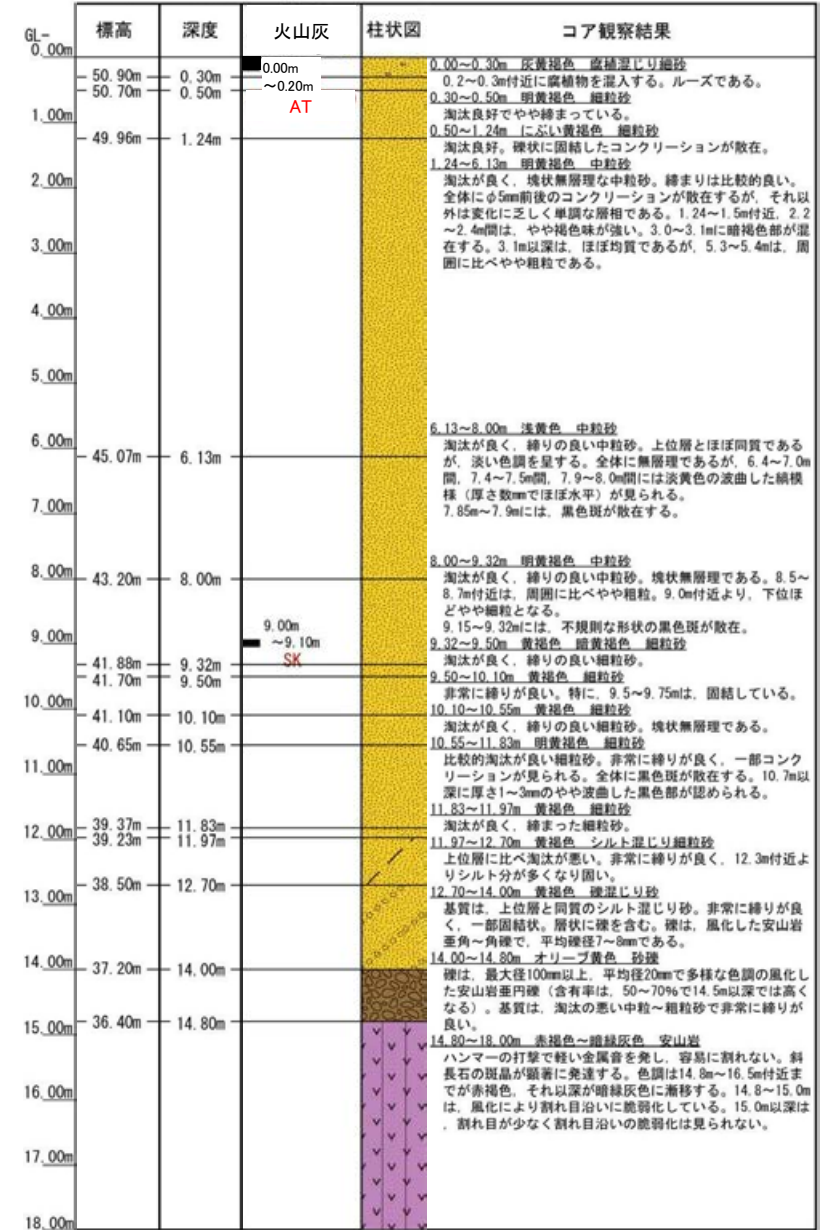 標高 深度 火山灰 柱状図 コア観察結果
GL-
0.00m
1.00m
2.00m
3.00m
4.00m
5.00m
6.00m
7.00m
8.00m
9.00m
10.00m
11.00m
12.00m
13.00m
14.00m
15.00m
16.00m
17.00m
18.00m
50.90m 0.30m
50.70m 0.50m
49.96m 1.24m
45.07m 6.13m
43.20m 8.00m
41.88m 9.32m
41.70m 9.50m
41.10m 10.10m
40.65m 10.55m
39.37m 11.83m
39.23m 11.97m
38.50m 12.70m
37.20m 14.00m
36.40m 14.80m
0.00m
～0.20m
AT
9.00m
～9.10m
SK
0.00～0.30m 灰黄褐色 腐植混じり細砂
0.2～0.3m付近に腐植物を混入する。ルーズである。
0.30～0.50m 明黄褐色 細粒砂
淘汰良好でやや締まっている。
0.50～1.24m にぶい黄褐色 細粒砂
淘汰良好。礫状に固結したコンクリーションが散在。
1.24～6.13m 明黄褐色 中粒砂
淘汰が良く、塊状無層理な中粒砂。締まりは比較的良い。
全体にφ5mm前後のコンクリーションが散在するが、それ以
外は変化に乏しく単調な層相である。1.24～1.5m付近、2.2
～2.4m間は、やや褐色味が強い。3.0～3.1mに暗褐色部が混
在する。3.1m以深は、ほぼ均質であるが、5.3～5.4mは、周
囲に比べやや粗粒である。
6.13～8.00m 浅黄色 中粒砂
淘汰が良く、締りの良い中粒砂。上位層とほぼ同質である
が、淡い色調を呈する。全体に無層理であるが、6.4～7.0m
間、7.4～7.5m間、7.9～8.0m間には淡黄色の波曲した縞模
様（厚さ数mmでほぼ水平）が見られる。
7.85m～7.9mには、黒色斑が散在する。
8.00～9.32m 明黄褐色 中粒砂
淘汰が良く、締りの良い中粒砂。塊状無層理である。8.5～
8.7m付近は、周囲に比べやや粗粒。9.0m付近より、下位ほ
どやや細粒となる。
9.15～9.32mには、不規則な形状の黒色斑が散在。
9.32～9.50m 黄褐色 暗黄褐色 細粒砂
淘汰が良く、締りの良い細粒砂。
9.50～10.10m 黄褐色 細粒砂
非常に締りが良い。特に、9.5～9.75mは、固結している。
10.10～10.55m 黄褐色 細粒砂
淘汰が良く、締りの良い細粒砂。塊状無層理である。
10.55～11.83m 明黄褐色 細粒砂
比較的淘汰が良い細粒砂。非常に締りが良く、一部コンク
リーションが見られる。全体に黒色斑が散在する。10.7m以
深に厚さ1～3mmのやや波曲した黒色部が認められる。
11.83～11.97m 黄褐色 細粒砂
淘汰が良く、締まった細粒砂。
11.97～12.70m 黄褐色 シルト混じり細粒砂
上位層に比べ淘汰が悪い。非常に締りが良く、12.3m付近よ
りシルト分が多くなり固い。
12.70～14.00m 黄褐色 礫混じり砂
基質は、上位層と同質のシルト混じり砂。非常に締りが良
く、一部固結状。層状に礫を含む。礫は、風化した安山岩
亜角～角礫で、平均礫径7～8mmである。
14.00～14.80m オリーブ黄色 砂礫
礫は、最大径100mm以上、平均径20mmで多様な色調の風化し
た安山岩亜円礫（含有率は、50～70%で14.5m以深では高く
なる）。基質は、淘汰の悪い中粒～粗粒砂で非常に締りが
良い。
14.80～18.00m 赤褐色～暗緑灰色 安山岩
ハンマーの打撃で軽い金属音を発し、容易に割れない。斜
長石の斑晶が顕著に発達する。色調は14.8m～16.5m付近ま
でが赤褐色、それ以深が暗緑灰色に漸移する。14.8～15.0m
は、風化により割れ目沿いに脆弱化している。15.0m以深は
、割れ目が少なく割れ目沿いの脆弱化は見られない。